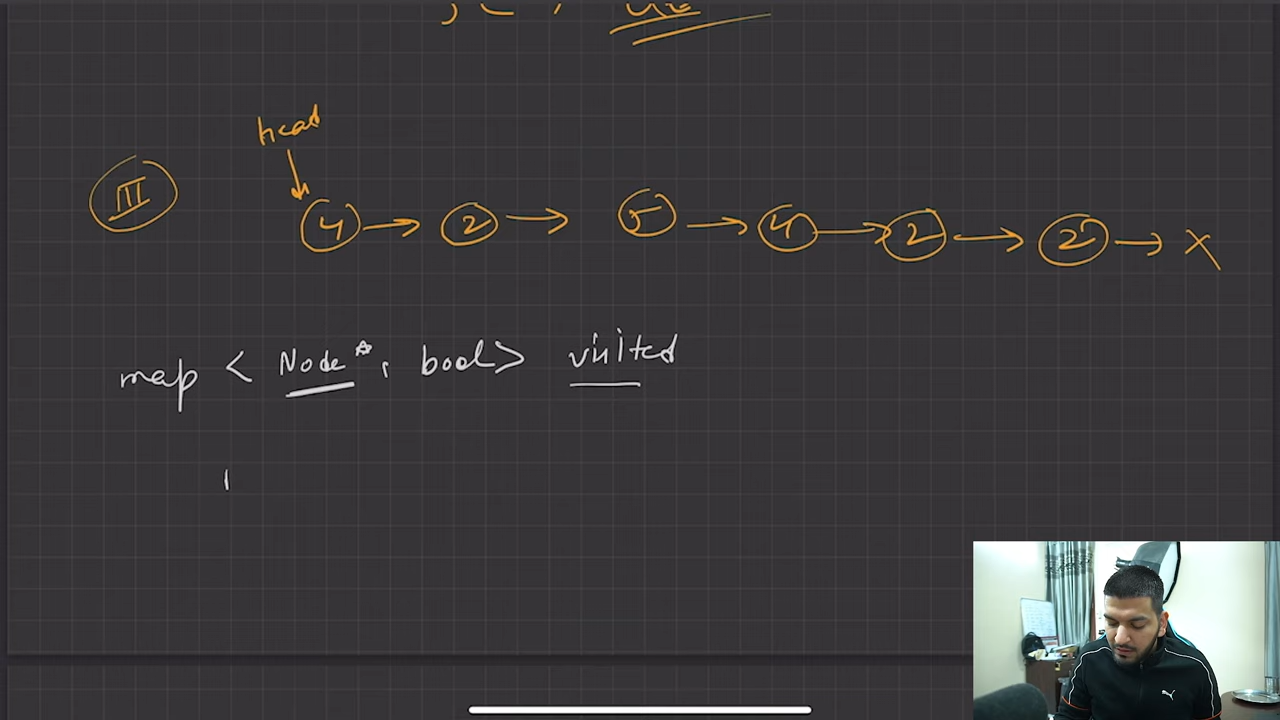 head
III
4 → 2 → 5 → 4 → 2 → 2 → X
map < Node *, bool> visited